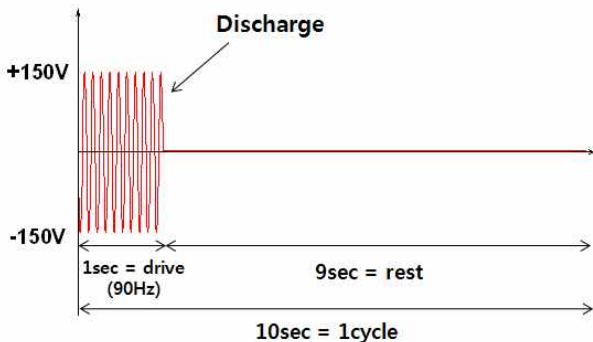 Discharge
+150V
-150V
1sec = drive
(90Hz)
9sec = rest
10sec = 1cycle